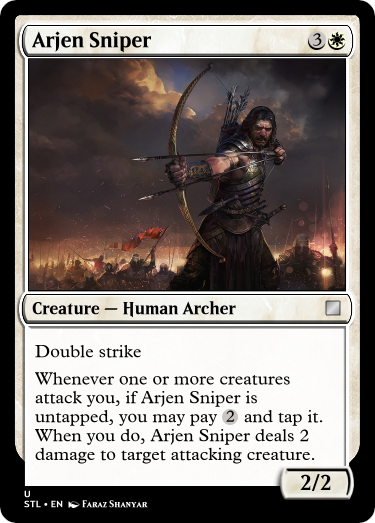 Arjen Sniper 3
Creature — Human Archer
Double strike
Whenever one or more creatures
attack you, if Arjen Sniper is
untapped, you may pay 2 and tap it.
When you do, Arjen Sniper deals 2
damage to target attacking creature.
2/2
U
STL • EN Faraz Shanyar